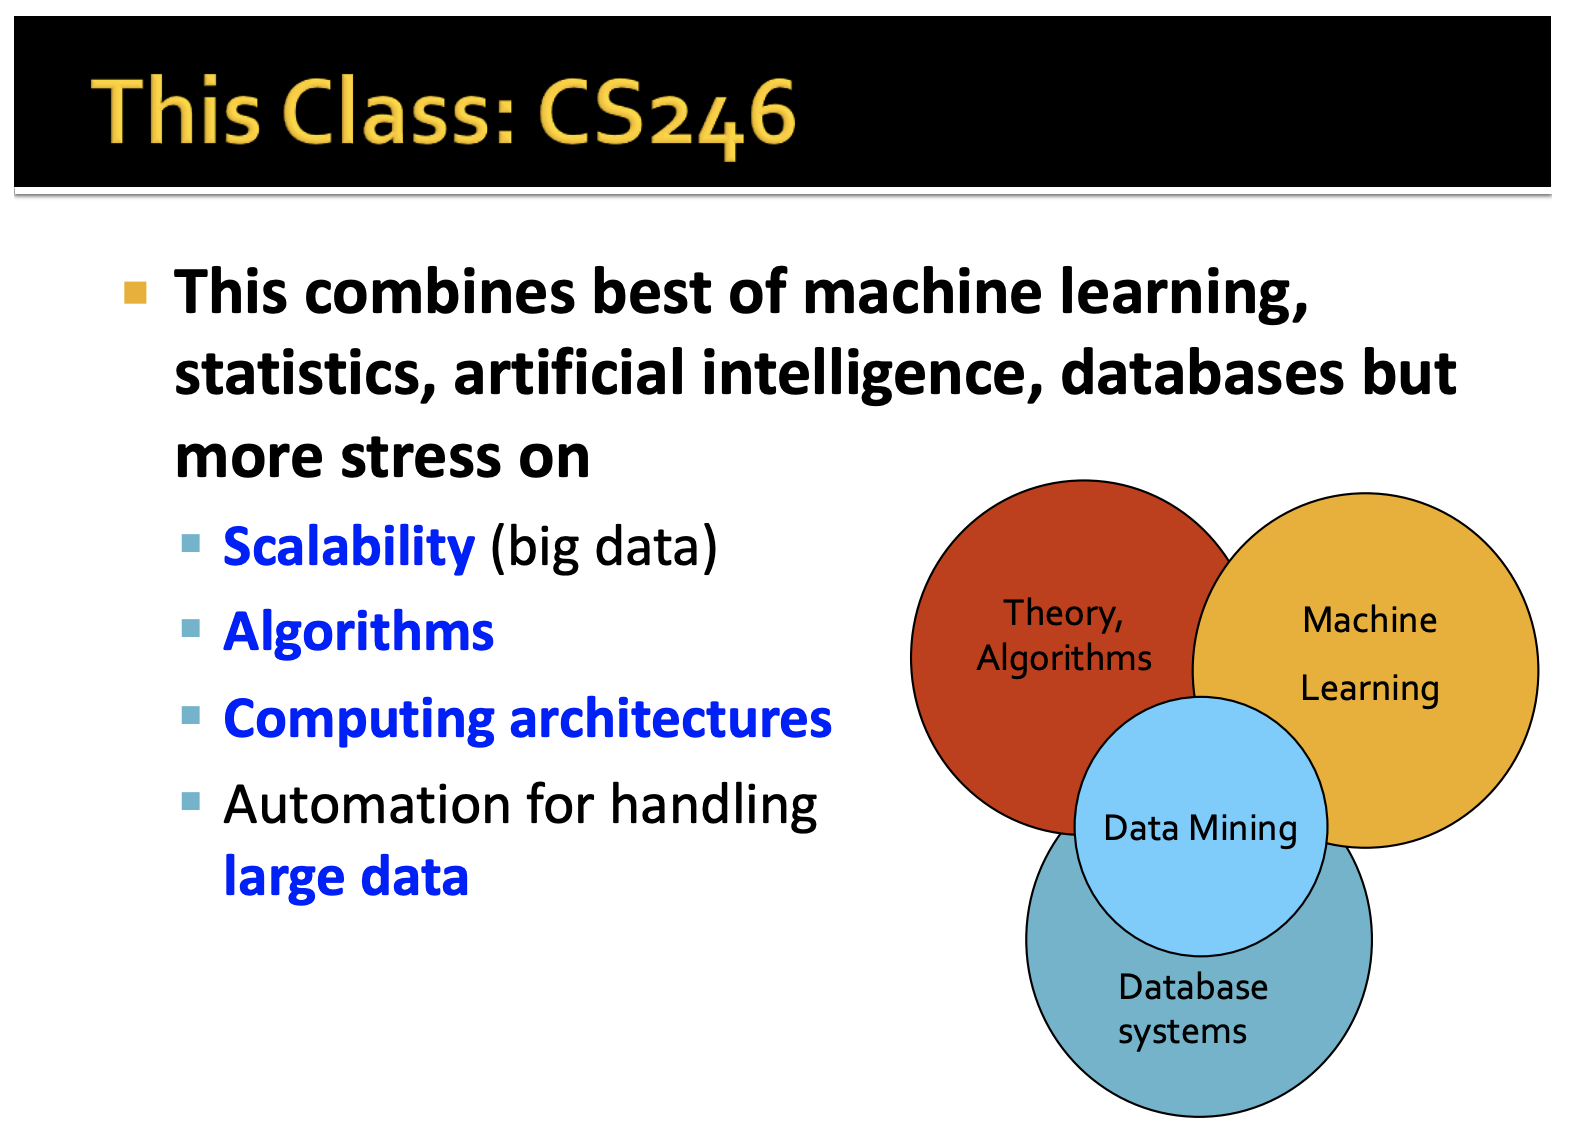 This Class: CS246
This combines best of machine learning,
statistics, artificial intelligence, databases but
more stress on
Scalability (big data)
Algorithms
Computing architectures
Automation for handling
large data
Theory,
Algorithms
Machine
Learning
Data Mining
Database
systems